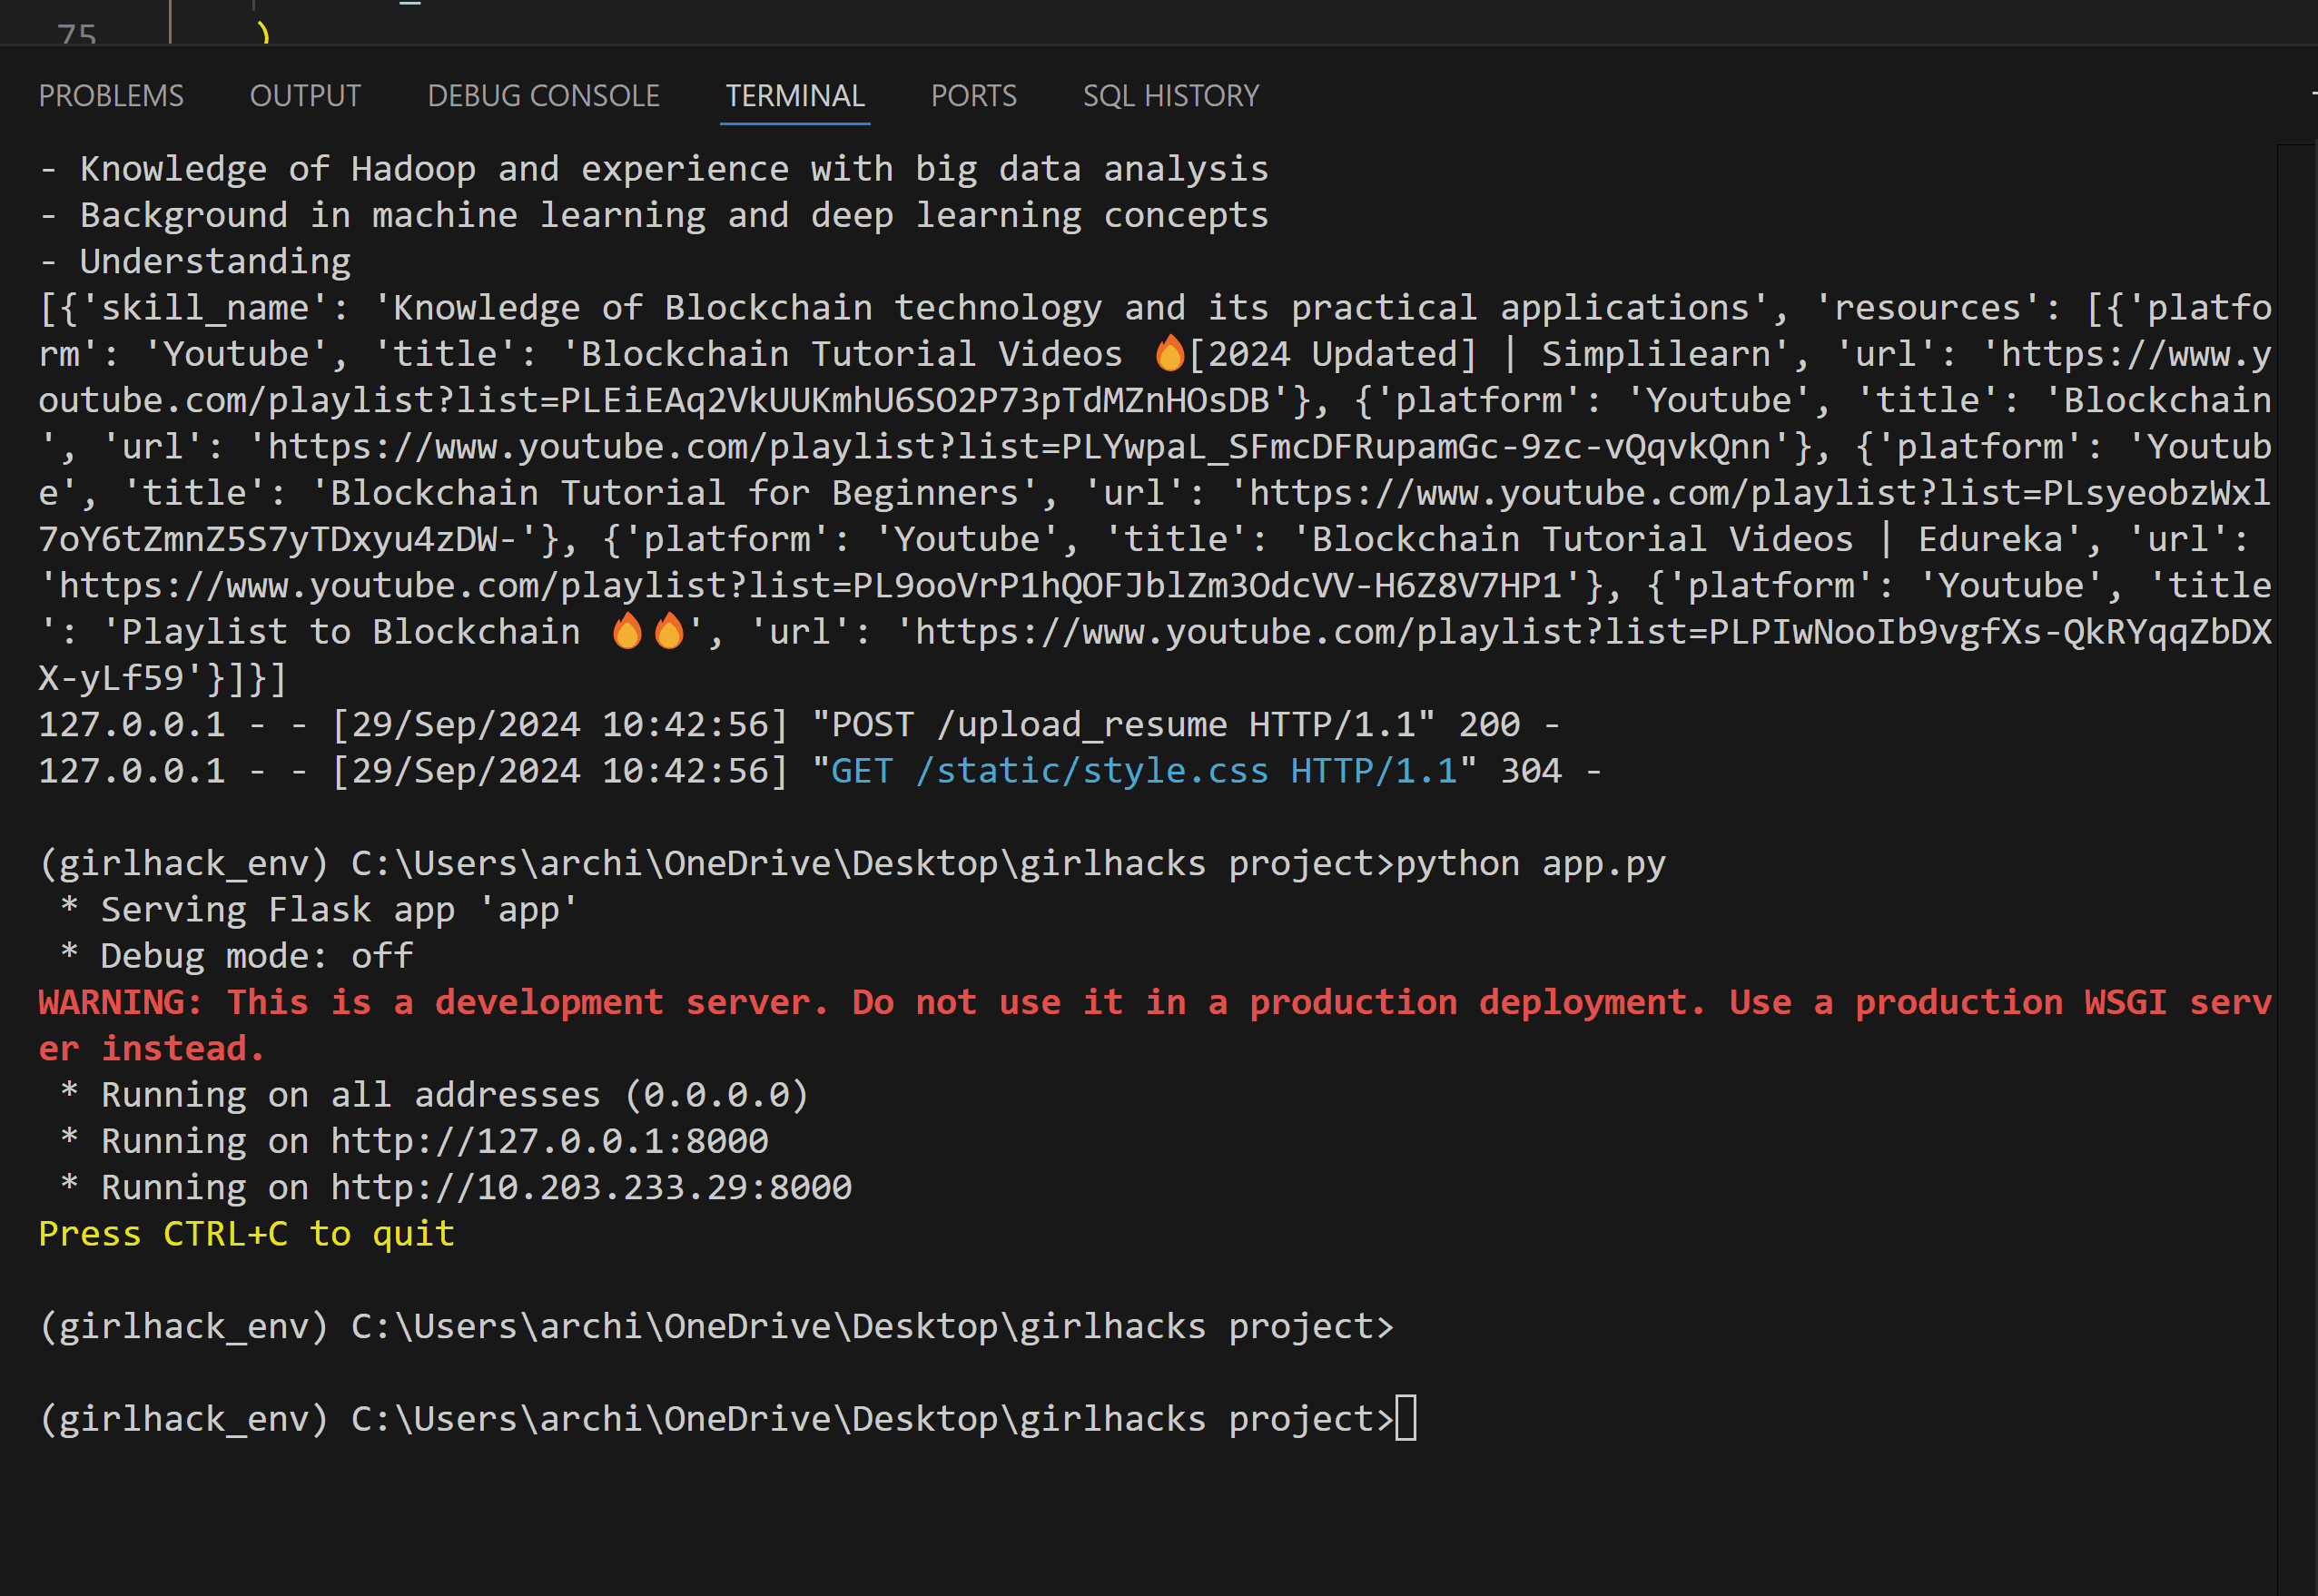 75 )
PROBLEMS OUTPUT DEBUG CONSOLE TERMINAL PORTS SQL HISTORY
- Knowledge of Hadoop and experience with big data analysis
- Background in machine learning and deep learning concepts
- Understanding
[{'skill_name': 'Knowledge of Blockchain technology and its practical applications', 'resources': [{'platfo
rm': 'Youtube', 'title': 'Blockchain Tutorial Videos 🔥[2024 Updated] | Simplilearn', 'url': 'https://www.y
outube.com/playlist?list=PLEiEAq2VkUUKmhU6SO2P73pTdMZnHOsDB'}, {'platform': 'Youtube', 'title': 'Blockchain
', 'url': 'https://www.youtube.com/playlist?list=PLYwpaL_SFmcDFRupamGc-9zc-vQqvkQnn'}, {'platform': 'Youtub
e', 'title': 'Blockchain Tutorial for Beginners', 'url': 'https://www.youtube.com/playlist?list=PLsyeobzWxl
7oY6tZmnZ5S7yTDxyu4zDW-'}, {'platform': 'Youtube', 'title': 'Blockchain Tutorial Videos | Edureka', 'url':
'https://www.youtube.com/playlist?list=PL9ooVrP1hQOFJblZm3OdcVV-H6Z8V7HP1'}, {'platform': 'Youtube', 'title
': 'Playlist to Blockchain 🔥🔥', 'url': 'https://www.youtube.com/playlist?list=PLPIwNooIb9vgfXs-QkRYqqZbDX
X-yLf59'}]}]
127.0.0.1 - - [29/Sep/2024 10:42:56] "POST /upload_resume HTTP/1.1" 200 -
127.0.0.1 - - [29/Sep/2024 10:42:56] "GET /static/style.css HTTP/1.1" 304 -
(girlhack_env) C:\Users\archi\OneDrive\Desktop\girlhacks project>python app.py
* Serving Flask app 'app'
* Debug mode: off
WARNING: This is a development server. Do not use it in a production deployment. Use a production WSGI serv
er instead.
* Running on all addresses (0.0.0.0)
* Running on http://127.0.0.1:8000
* Running on http://10.203.233.29:8000
Press CTRL+C to quit
(girlhack_env) C:\Users\archi\OneDrive\Desktop\girlhacks project>
(girlhack_env) C:\Users\archi\OneDrive\Desktop\girlhacks project>